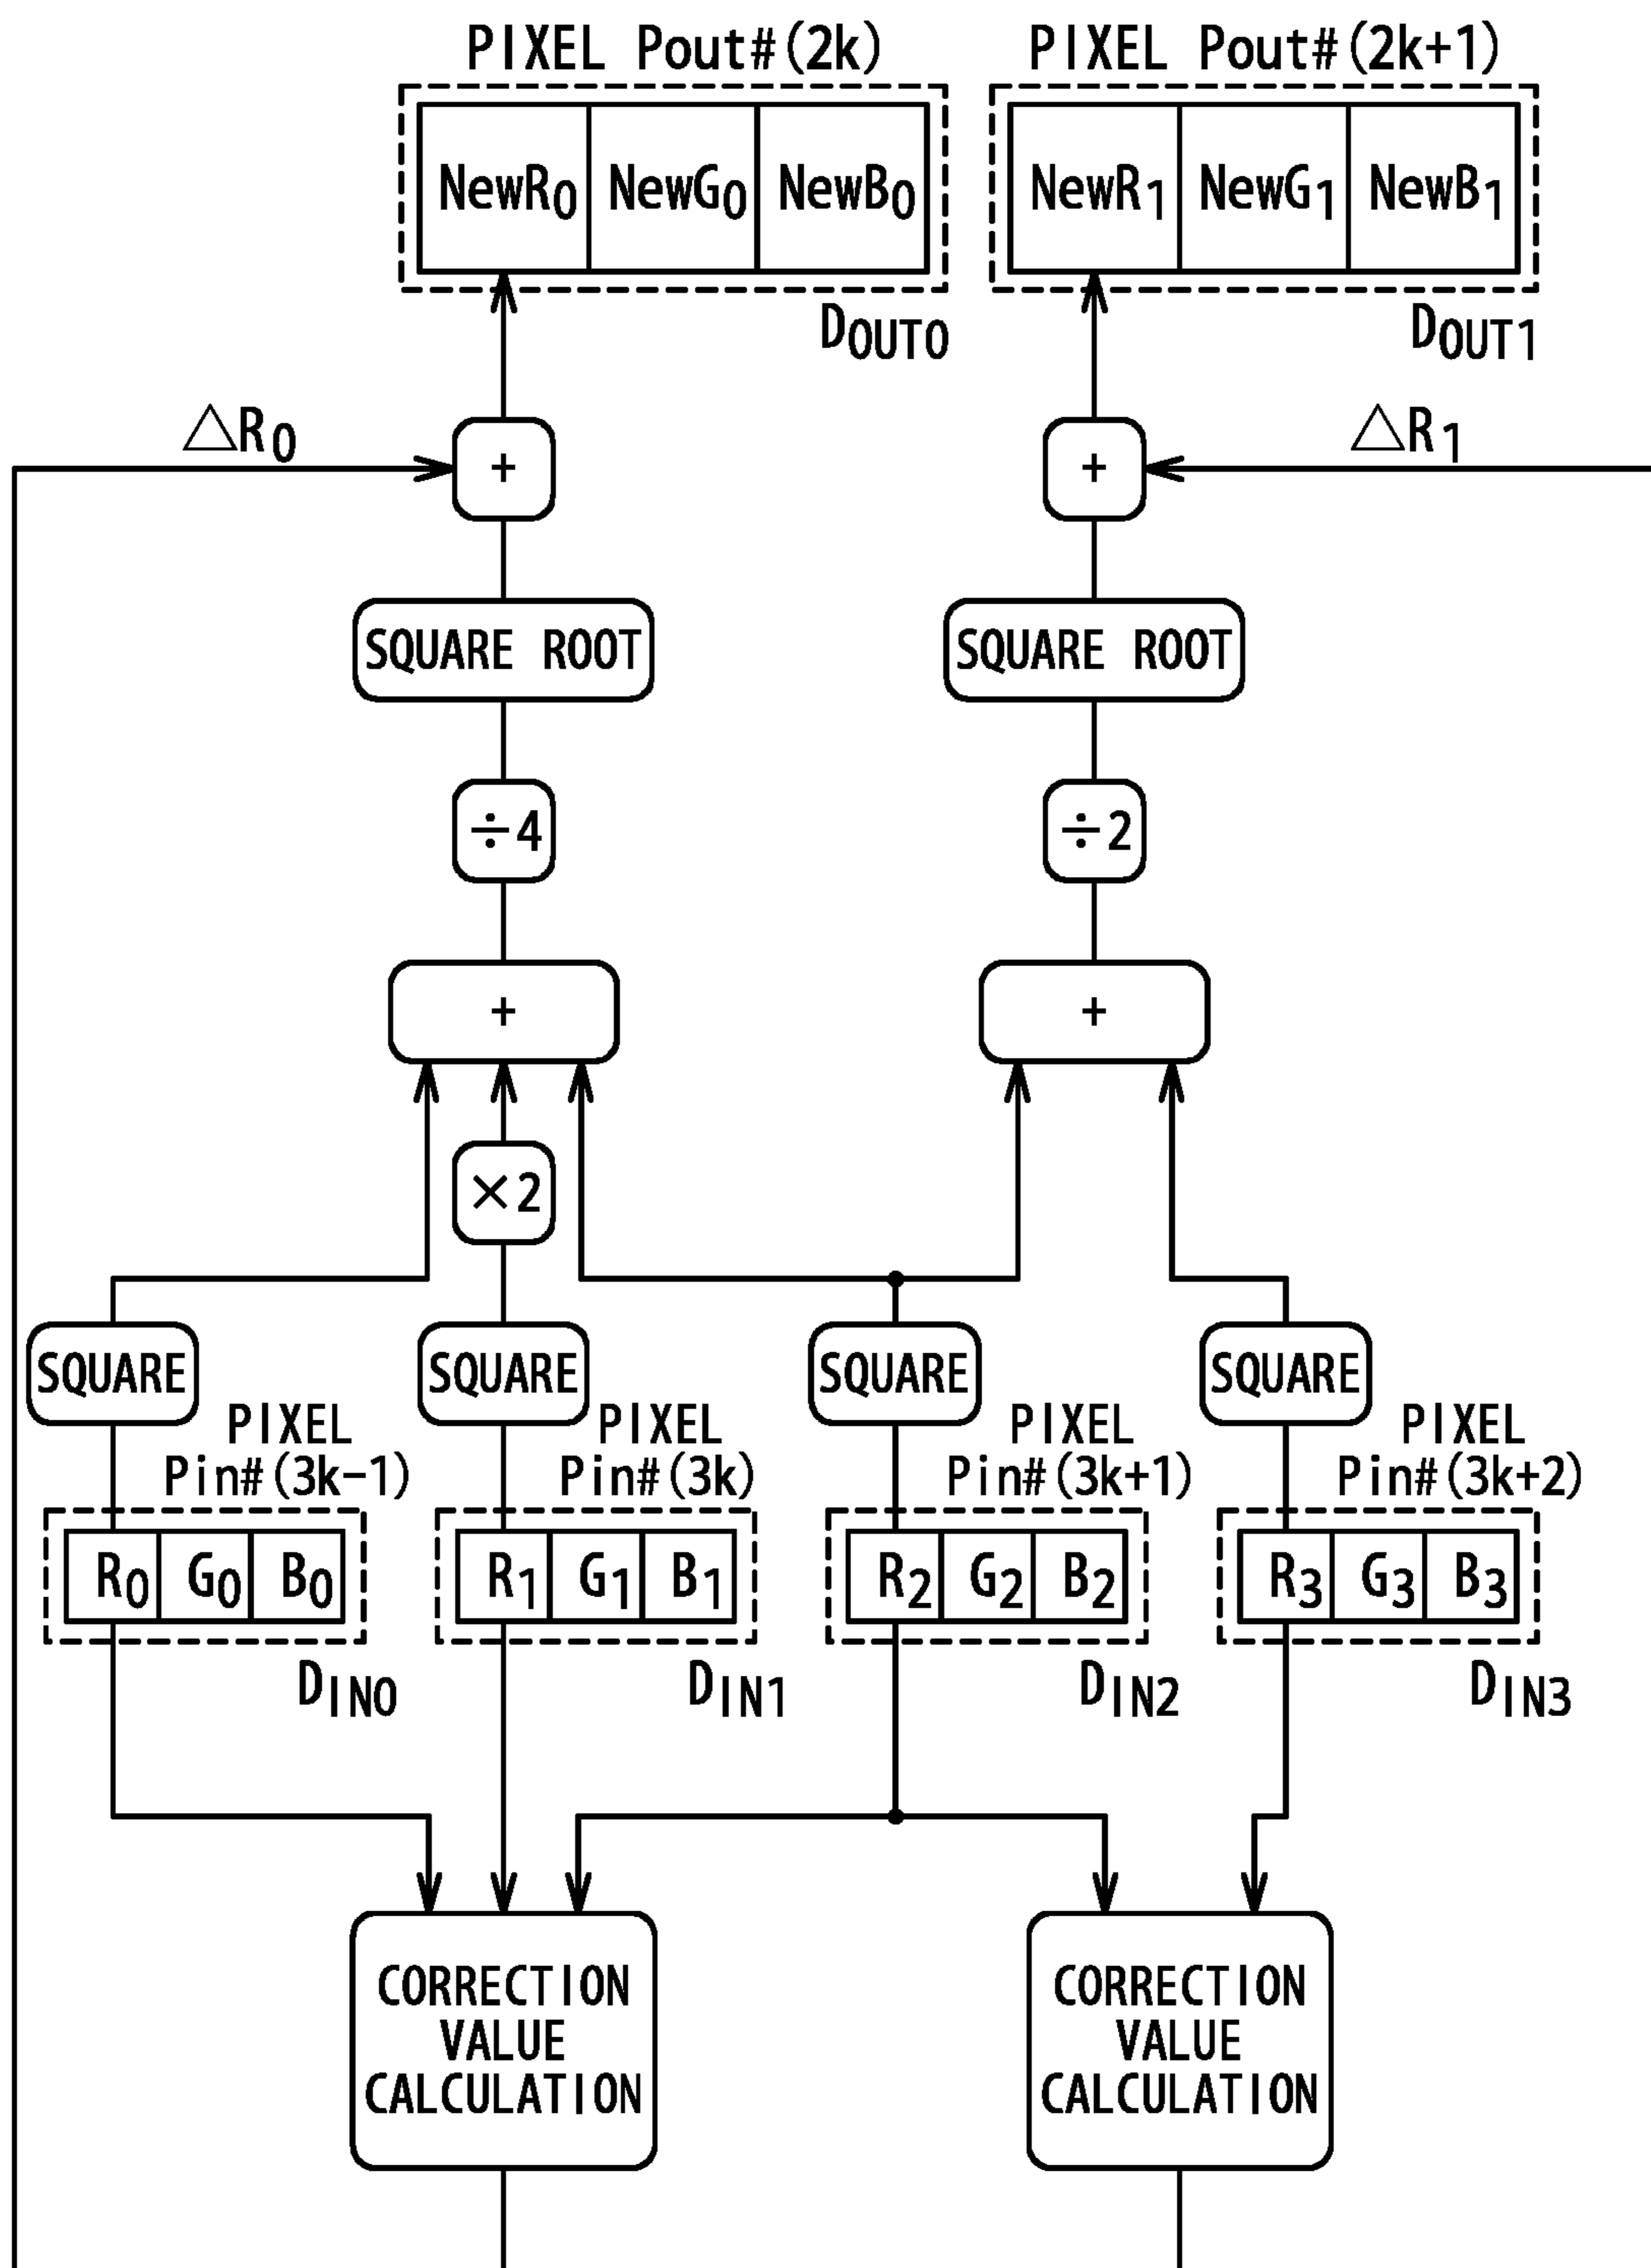 PIXEL Pout#(2k) PIXEL Pout#(2k+1)
NewR0 NewG0 NewB0 NewR1 NewG1 NewB1
DOUT0 DOUT1
△R0 △R1
+ +
SQUARE ROOT SQUARE ROOT
÷4 ÷2
+ +
×2
SQUARE SQUARE SQUARE SQUARE
PIXEL PIXEL PIXEL PIXEL
Pin#(3k-1) Pin#(3k) Pin#(3k+1) Pin#(3k+2)
R0 G0 B0 R1 G1 B1 R2 G2 B2 R3 G3 B3
DIN0 DIN1 DIN2 DIN3
CORRECTION CORRECTION
VALUE VALUE
CALCULATION CALCULATION